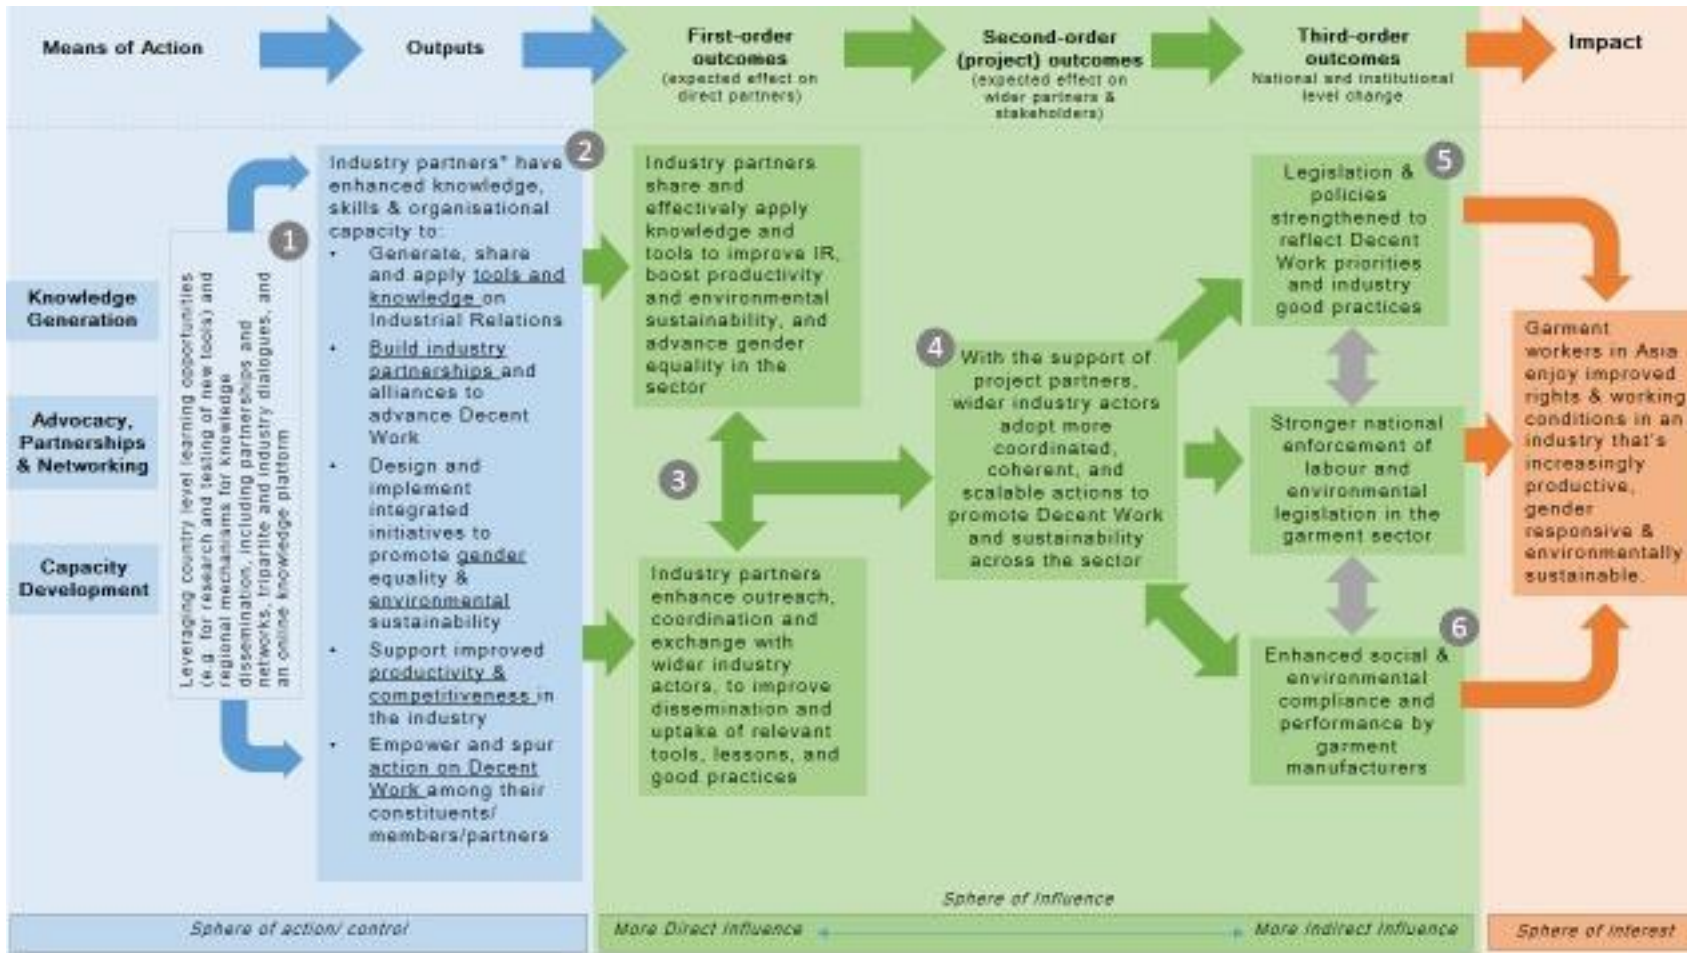 Means of Action
Outputs
First-order
outcomes
(expected effect on
direct partners)
Second-order
(project) outcomes
(expected effect on
wider partners &
stakeholders)
Third-order
outcomes
National and institutional
level change
Impact
Knowledge
Generation
Advocacy,
Partnerships
& Networking
Capacity
Development
1
Leveraging country level learning opportunities
(e.g. for research and testing of new tools) and
regional mechanisms for knowledge
dissemination, including partnerships and
networks, tripartite and industry dialogues, and
an online knowledge platform
2
Industry partners* have
enhanced knowledge,
skills & organisational
capacity to:
• Generate, share
and apply tools and
knowledge on
Industrial Relations
• Build industry
partnerships and
alliances to
advance Decent
Work
• Design and
implement
integrated
initiatives to
promote gender
equality &
environmental
sustainability
• Support improved
productivity &
competitiveness in
the industry
• Empower and spur
action on Decent
Work among their
constituents/
members/partners
Industry partners
share and
effectively apply
knowledge and
tools to improve IR,
boost productivity
and environmental
sustainability, and
advance gender
equality in the
sector
3
Industry partners
enhance outreach,
coordination and
exchange with
wider industry
actors, to improve
dissemination and
uptake of relevant
tools, lessons, and
good practices
4
With the support of
project partners,
wider industry actors
adopt more
coordinated,
coherent, and
scalable actions to
promote Decent Work
and sustainability
across the sector
5
Legislation &
policies
strengthened to
reflect Decent
Work priorities
and industry
good practices
Stronger national
enforcement of
labour and
environmental
legislation in the
garment sector
6
Enhanced social &
environmental
compliance and
performance by
garment
manufacturers
Garment
workers in Asia
enjoy improved
rights & working
conditions in an
industry that's
increasingly
productive,
gender
responsive &
environmentally
sustainable.
Sphere of Influence
Sphere of action/ control
More Direct Influence
More Indirect Influence
Sphere of Interest